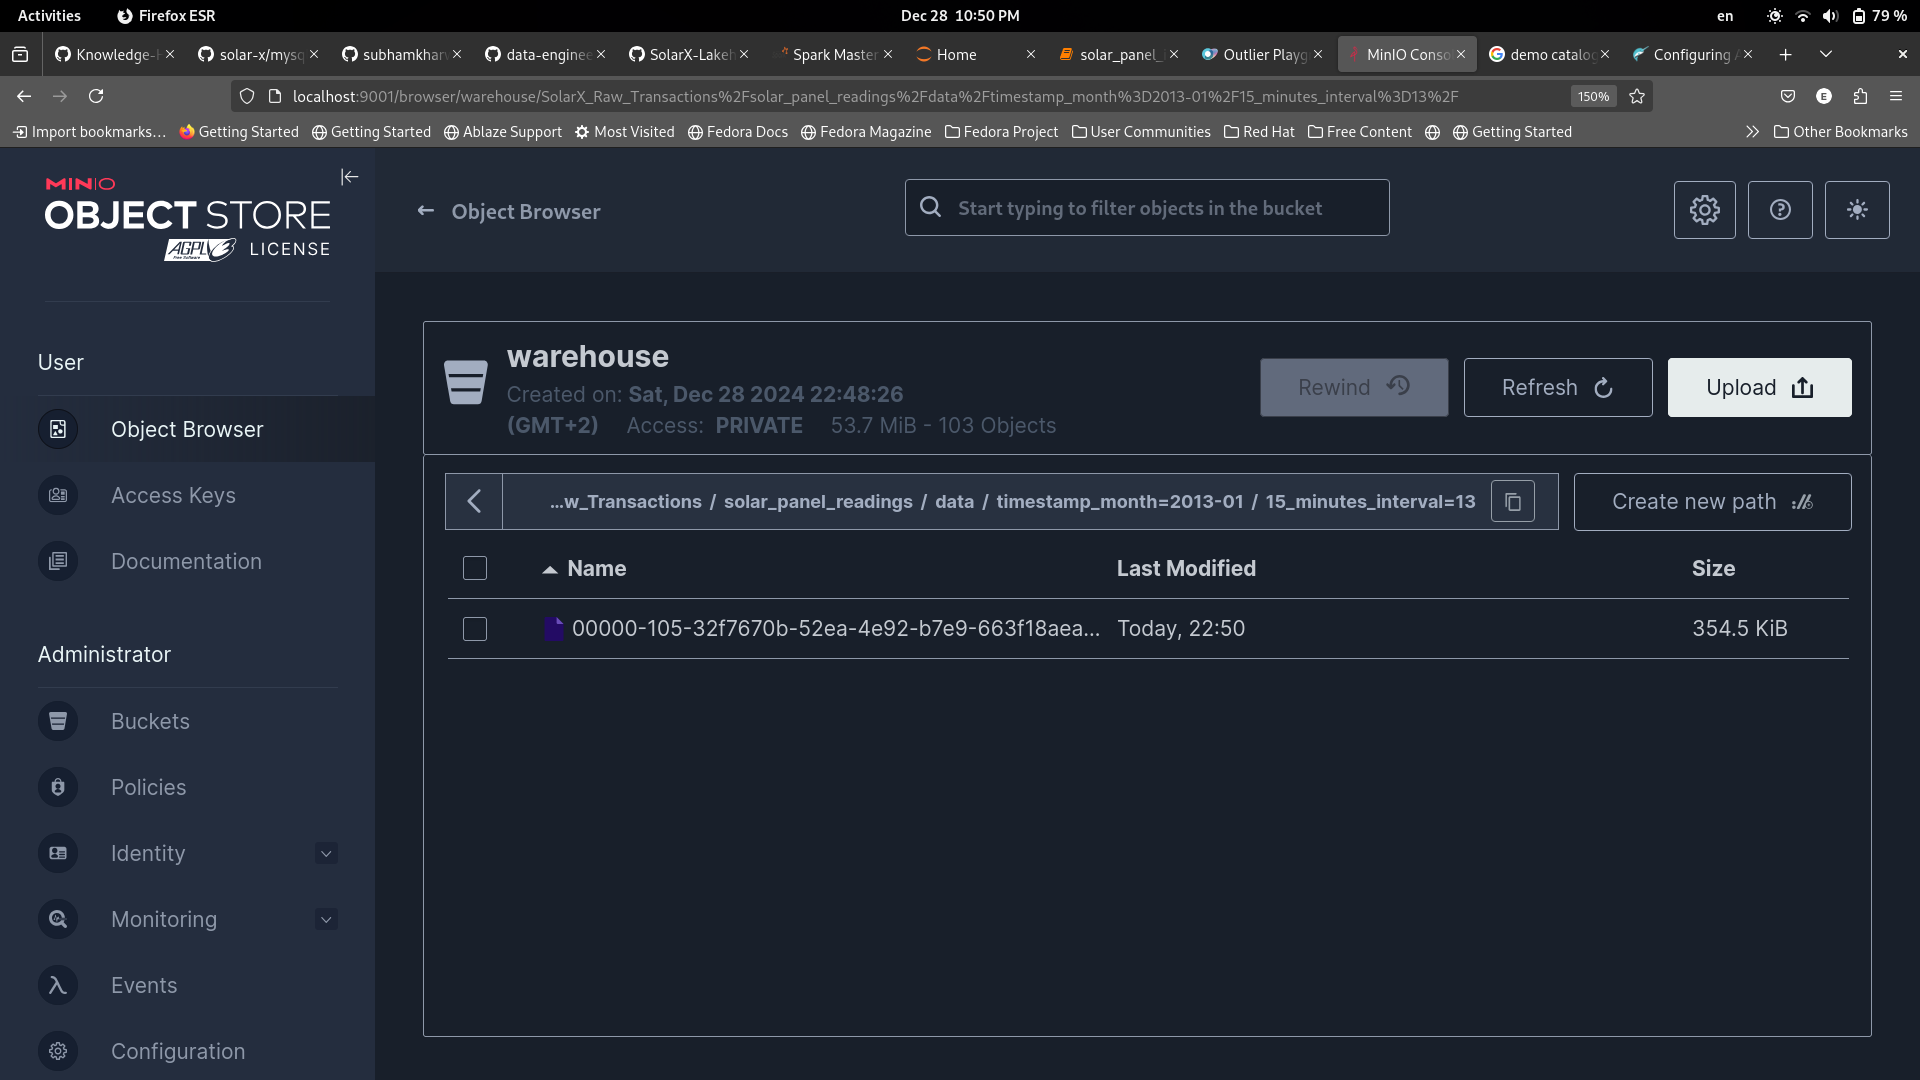 Activities Firefox ESR Dec 28 10:50 PM en 79 %
Knowledge- solar-x/mysq subhamkhar data-enginee SolarX-Lakeh Spark Master Home solar_panel_ Outlier Playg MinIO Conso demo catalog Configuring
localhost:9001/browser/warehouse/SolarX_Raw_Transactions%2Fsolar_panel_readings%2Fdata%2Ftimestamp_month%3D2013-01%2F15_minutes_interval%3D13%2F 150% E
Import bookmarks... Getting Started Getting Started Ablaze Support Most Visited Fedora Docs Fedora Magazine Fedora Project User Communities Red Hat Free Content Getting Started Other Bookmarks
MINIO
OBJECT STORE
AGPL v3 LICENSE
Free Software
Object Browser
Start typing to filter objects in the bucket
User
Object Browser
Access Keys
Documentation
Administrator
Buckets
Policies
Identity
Monitoring
Events
Configuration
warehouse
Created on: Sat, Dec 28 2024 22:48:26
(GMT+2) Access: PRIVATE 53.7 MiB - 103 Objects
Rewind Refresh Upload
...w_Transactions / solar_panel_readings / data / timestamp_month=2013-01 / 15_minutes_interval=13
Create new path
Name Last Modified Size
00000-105-32f7670b-52ea-4e92-b7e9-663f18aea... Today, 22:50 354.5 KiB